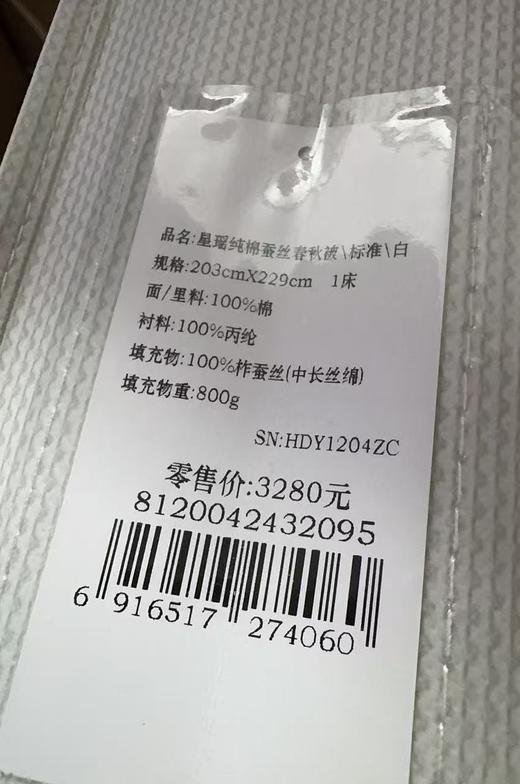 品名:星瑶纯棉蚕丝春秋被\标准\白
规格:203cmX229cm 1床
面/里料:100%棉
衬料:100%丙纶
填充物:100%柞蚕丝(中长丝绵)
填充物重:800g
SN:HDY1204ZC
零售价:3280元
8120042432095
6 916517 274060